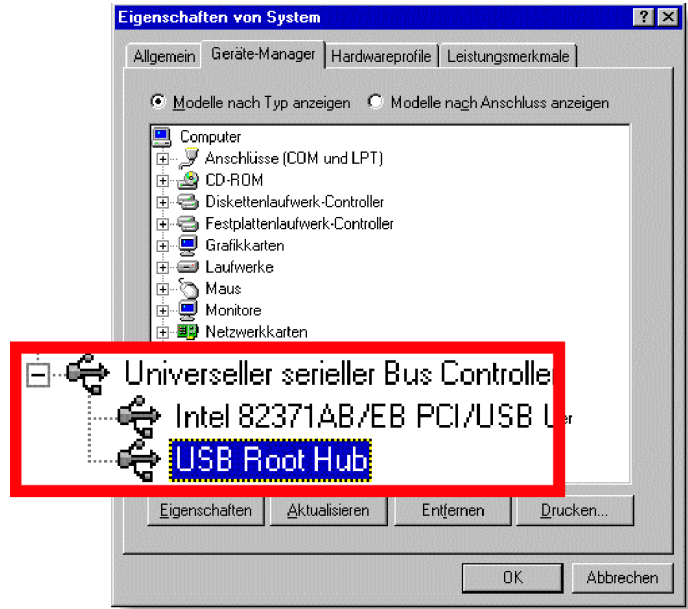 Eigenschaften von System
Allgemein Geräte-Manager Hardwareprofile Leistungsmerkmale
Modelle nach Typ anzeigen Modelle nach Anschluss anzeigen
Computer
Anschlüsse (COM und LPT)
CD-ROM
Diskettenlaufwerk-Controller
Festplattenlaufwerk-Controller
Grafikkarten
Laufwerke
Maus
Monitore
Netzwerkkarten
Universeller serieller Bus Controller
Intel 82371AB/EB PCI/USB
USB Root Hub
Eigenschaften Aktualisieren Entfernen Drucken...
OK Abbrechen